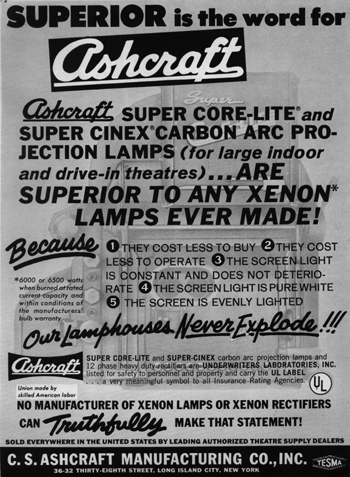 SUPERIOR is the word for
Ashcraft
Super
Ashcraft SUPER CORE-LITE® and
SUPER CINEX® CARBON ARC PRO-
JECTION LAMPS (for large indoor
and drive-in theatres)...ARE
SUPERIOR TO ANY XENON*
LAMPS EVER MADE!
Because
1 THEY COST LESS TO BUY 2 THEY COST
LESS TO OPERATE 3 THE SCREEN LIGHT
IS CONSTANT AND DOES NOT DETERIO-
RATE 4 THE SCREEN LIGHT IS PURE WHITE
5 THE SCREEN IS EVENLY LIGHTED
*6000 or 6500 watts
when burned at rated
current capacity and
within conditions of
the manufacturers'
bulb warranty.
Our Lamphouses Never Explode.!!!
Ashcraft
Union made by
skilled American labor
SUPER CORE-LITE and SUPER-CINEX carbon arc projection lamps and
12 phase heavy duty rectifiers are UNDERWRITERS LABORATORIES, INC.
listed for safety to personnel and property and carry the UL LABEL
. . . a very meaningful symbol to all Insurance Rating Agencies.
UL
NO MANUFACTURER OF XENON LAMPS OR XENON RECTIFIERS
CAN Truthfully MAKE THAT STATEMENT!
SOLD EVERYWHERE IN THE UNITED STATES BY LEADING AUTHORIZED THEATRE SUPPLY DEALERS
C. S. ASHCRAFT MANUFACTURING CO., INC.
TESMA
36-32 THIRTY-EIGHTH STREET, LONG ISLAND CITY, NEW YORK